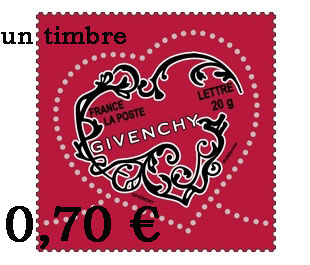 un timbre
FRANCE
LA POSTE
LETTRE
20 g
GIVENCHY
0,70 €